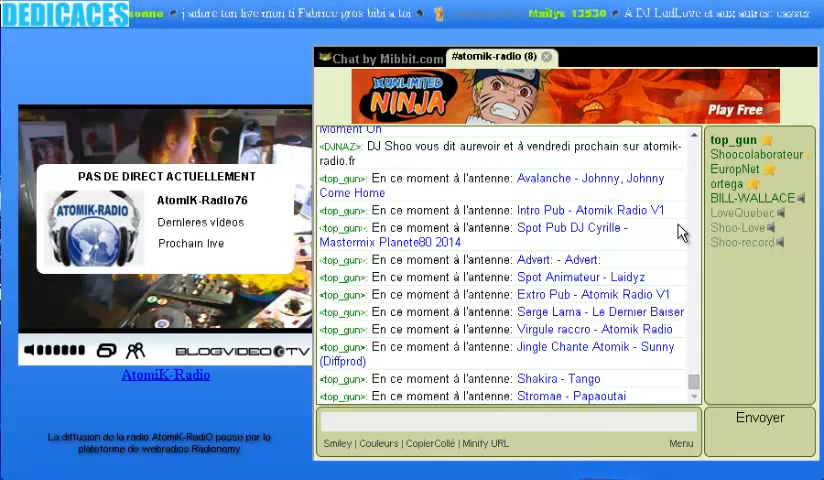 DEDICACES
j'adore ton live mon ti Fabrice gros bibi a toi
Mailys 13530
A DJ LudLove et aux autres:
Chat by Mibbit.com
#atomik-radio (8)
UNLIMITED
NINJA
Play Free
Moment On
<DJNAZ>: DJ Shoo vous dit aurevoir et à vendredi prochain sur atomik-
radio.fr
<top_gun>: En ce moment à l'antenne: Avalanche - Johnny, Johnny
Come Home
<top_gun>: En ce moment à l'antenne: Intro Pub - Atomik Radio V1
<top_gun>: En ce moment à l'antenne: Spot Pub DJ Cyrille -
Mastermix Planete80 2014
<top_gun>: En ce moment à l'antenne: Advert: - Advert:
<top_gun>: En ce moment à l'antenne: Spot Animateur - Laidyz
<top_gun>: En ce moment à l'antenne: Extro Pub - Atomik Radio V1
<top_gun>: En ce moment à l'antenne: Serge Lama - Le Dernier Baiser
<top_gun>: En ce moment à l'antenne: Virgule raccro - Atomik Radio
<top_gun>: En ce moment à l'antenne: Jingle Chante Atomik - Sunny
(Diffprod)
<top_gun>: En ce moment à l'antenne: Shakira - Tango
<top_gun>: En ce moment à l'antenne: Stromae - Papaoutai
top_gun
Shoocolaborateur
EuropNet
ortega
BILL-WALLACE
LoveQuebec
Shoo-Love
Shoo-record
Envoyer
Smiley | Couleurs | CopierCollé | Minify URL
Menu
PAS DE DIRECT ACTUELLEMENT
AtomIK-RadIo76
Dernieres videos
Prochain live
ATOMIK-RADIO
BLOGVIDEO TV
AtomiK-Radio
La diffusion de la radio AtomiK-RadiO passe par la
plateforme de webradios Radionomy